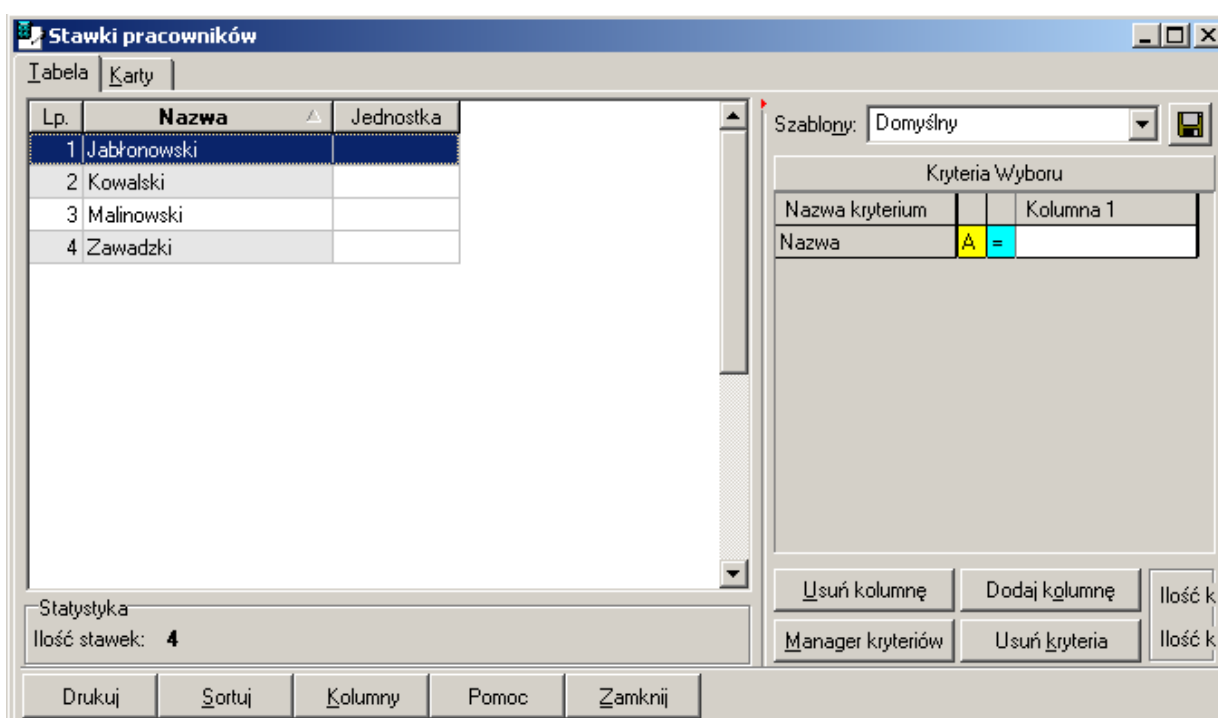 Stawki pracowników
Tabela Karty
Lp. Nazwa Jednostka
1 Jabłonowski
2 Kowalski
3 Malinowski
4 Zawadzki
Statystyka
Ilość stawek: 4
Szablony: Domyślny
Kryteria Wyboru
Nazwa kryterium Kolumna 1
Nazwa A =
Usuń kolumnę Dodaj kolumnę
Manager kryteriów Usuń kryteria
Ilość k
Ilość k
Drukuj Sortuj Kolumny Pomoc Zamknij